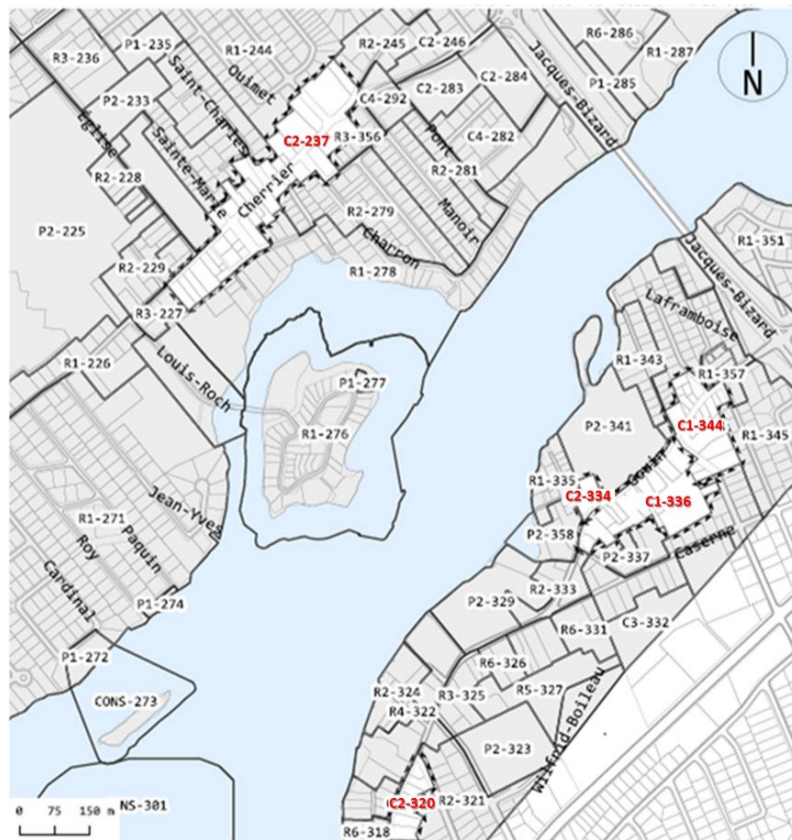 R6-286
P1-235
R2-245
C2-246
R3-236
R1-244
R1-287
Jacques-Bizard
N
Saint-Charles
Ouimet
C2-284
P1-285
C2-283
P2-233
C4-292
Église
C2-237
R3-356
C4-282
Sainte-Marie
Pont
R2-228
Cherrier
R2-281
Manoir
R2-279
P2-225
Charron
R1-351
Jacques-Bizard
R2-229
R1-278
Laframboise
R3-227
R1-226
Louis-Roch
R1-343
R1-357
P1-277
P2-341
C1-344
R1-276
R1-345
Gouin
R1-335
C2-334
C1-336
Jean-Yves
R1-271
P2-358
Caserne
Roy
Paquin
P2-337
R2-333
Cardinal
P2-329
P1-274
C3-332
R6-331
P1-272
R6-326
CONS-273
R2-324
R3-325
R5-327
R4-322
Wilfrid-Boileau
P2-323
0 75 150 m
NS-301
C2-320
R2-321
R6-318